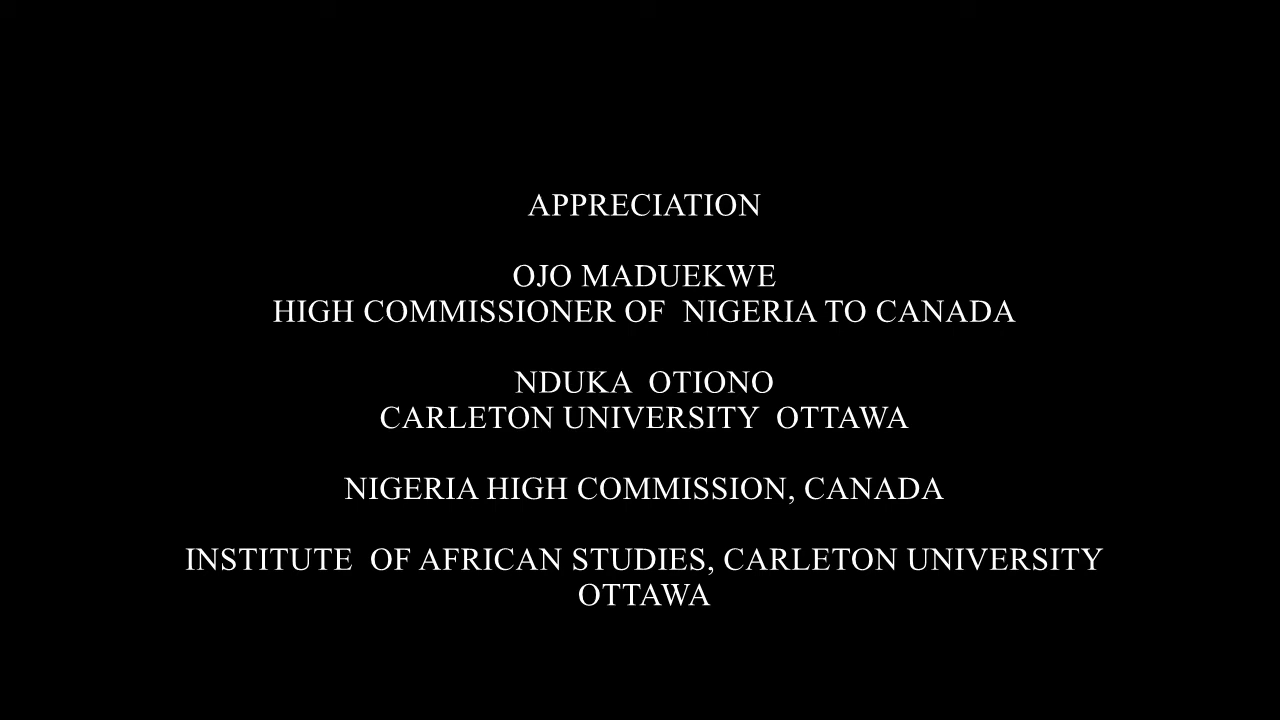 APPRECIATION
OJO MADUEKWE
HIGH COMMISSIONER OF  NIGERIA TO CANADA
NDUKA  OTIONO
CARLETON UNIVERSITY  OTTAWA
NIGERIA HIGH COMMISSION, CANADA
INSTITUTE  OF AFRICAN STUDIES, CARLETON UNIVERSITY
OTTAWA